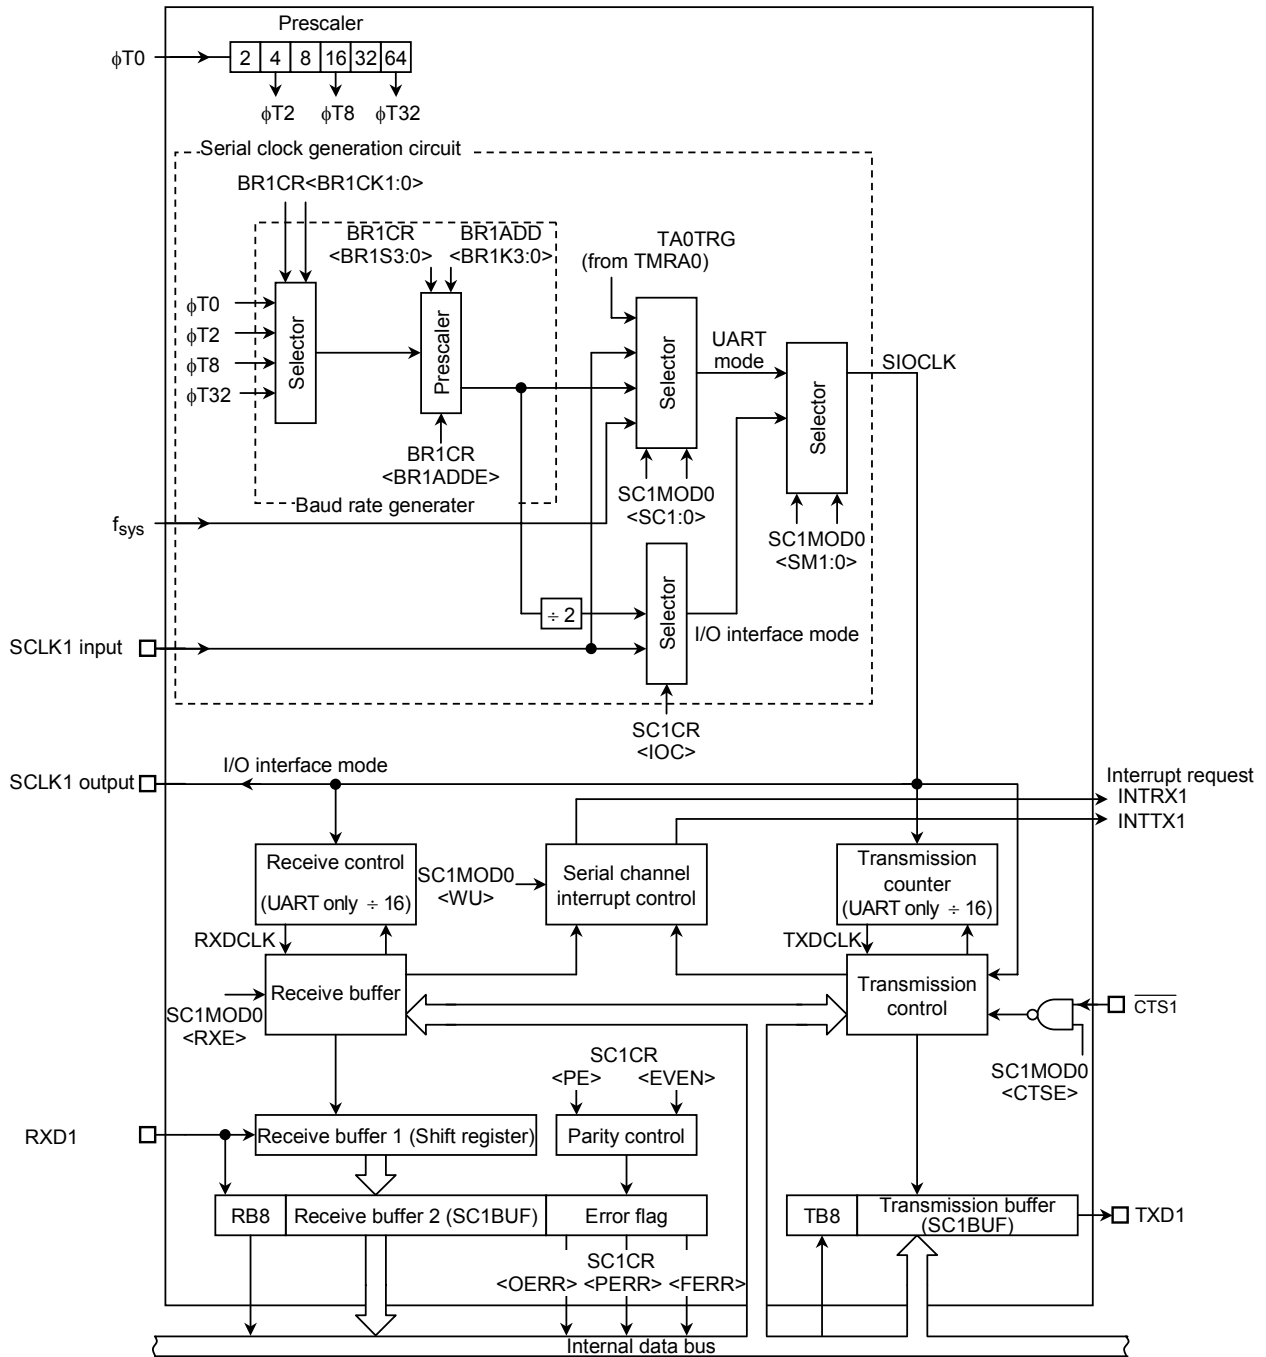 Prescaler
ϕT0
2 4 8 16 32 64
ϕT2 ϕT8 ϕT32
Serial clock generation circuit
BR1CR<BR1CK1:0>
BR1CR
<BR1S3:0>
BR1ADD
<BR1K3:0>
TA0TRG
(from TMRA0)
ϕT0
ϕT2
ϕT8
ϕT32
Selector
Prescaler
Selector
UART
mode
Selector
SIOCLK
BR1CR
<BR1ADDE>
Baud rate generater
SC1MOD0
<SC1:0>
fsys
SC1MOD0
<SM1:0>
÷ 2
Selector
I/O interface mode
SCLK1 input
SC1CR
<IOC>
I/O interface mode
SCLK1 output
Interrupt request
INTRX1
INTTX1
Receive control
(UART only ÷ 16)
SC1MOD0
<WU>
Serial channel
interrupt control
Transmission
counter
(UART only ÷ 16)
RXDCLK
TXDCLK
Receive buffer
SC1MOD0
<RXE>
Transmission
control
CTS1
SC1MOD0
<CTSE>
SC1CR
<PE> <EVEN>
RXD1
Receive buffer 1 (Shift register)
Parity control
RB8
Receive buffer 2 (SC1BUF)
Error flag
TB8
Transmission buffer
(SC1BUF)
TXD1
SC1CR
<OERR> <PERR> <FERR>
Internal data bus